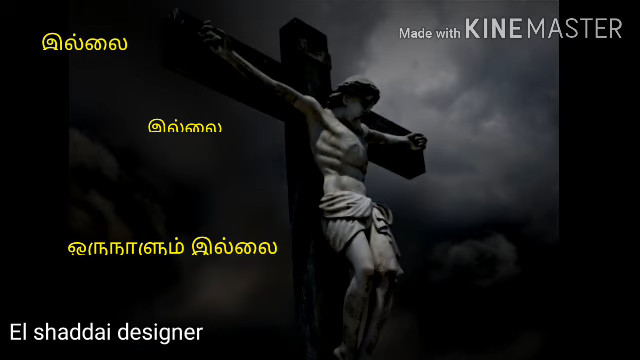 Made with KINEMASTER
இல்லை
இல்லை
ஒருநாளும் இல்லை
El shaddai designer